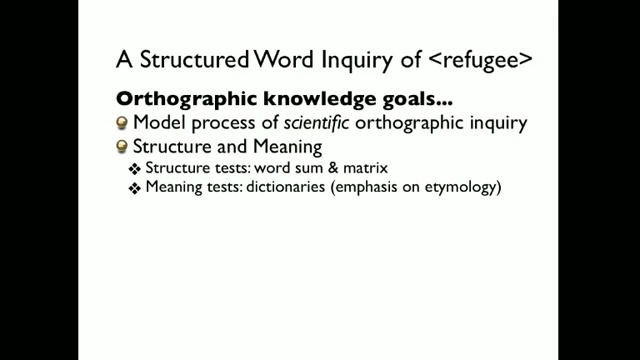 A Structured Word Inquiry of <refugee>
Orthographic knowledge goals...
Model process of scientific orthographic inquiry
Structure and Meaning
Structure tests: word sum & matrix
Meaning tests: dictionaries (emphasis on etymology)